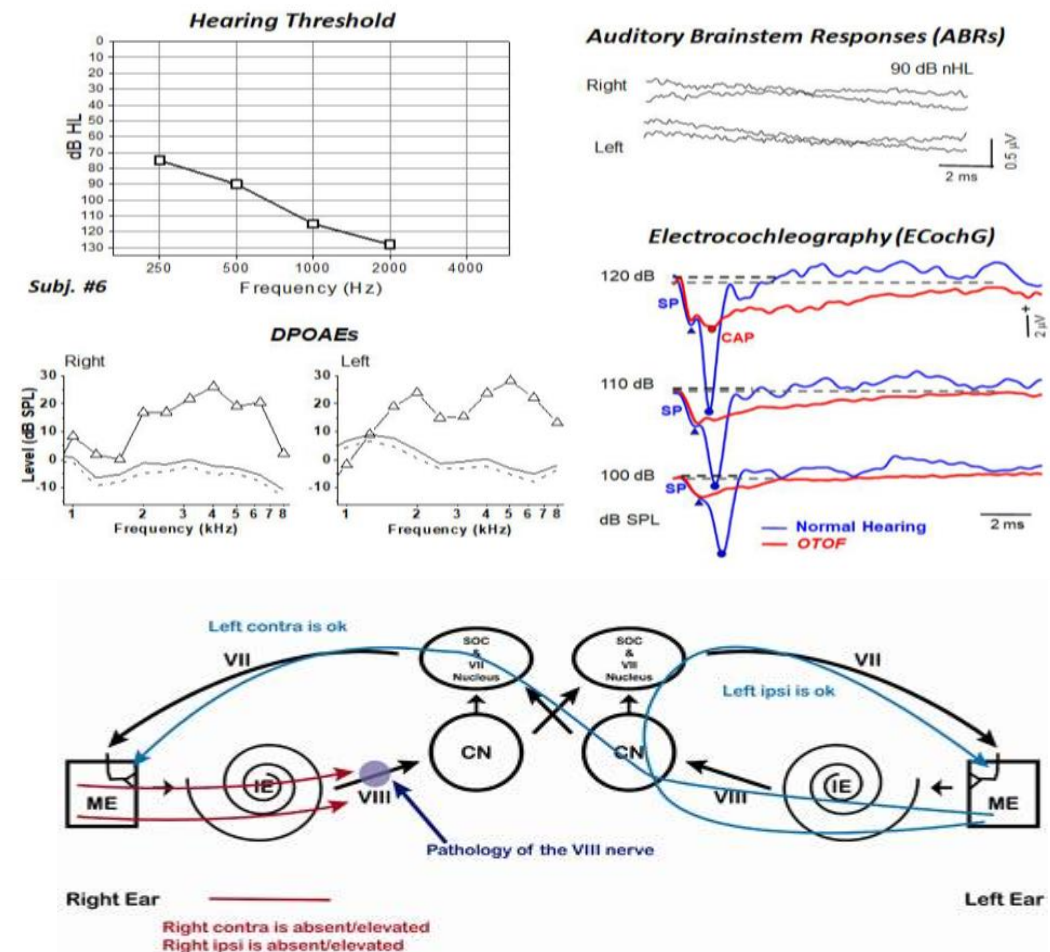 Hearing Threshold
0
10
20
30
40
50
60
70
80
90
100
110
120
130
dB HL
250 500 1000 2000 4000
Frequency (Hz)
Subj. #6
Auditory Brainstem Responses (ABRs)
90 dB nHL
Right
Left
0.5 µV
2 ms
DPOAEs
Right
Left
30
20
10
0
-10
Level (dB SPL)
1 2 3 4 5 6 7 8
Frequency (kHz)
30
20
10
0
-10
1 2 3 4 5 6 7 8
Frequency (kHz)
Electrocochleography (ECochG)
120 dB
SP
CAP
+
2 µV
110 dB
SP
100 dB
SP
dB SPL
2 ms
Normal Hearing
OTOF
Left contra is ok
VII
SOC
&
VII
Nucleus
SOC
&
VII
Nucleus
VII
Left ipsi is ok
CN
CN
ME
IE
VIII
VIII
IE
ME
Pathology of the VIII nerve
Right Ear
Left Ear
Right contra is absent/elevated
Right ipsi is absent/elevated